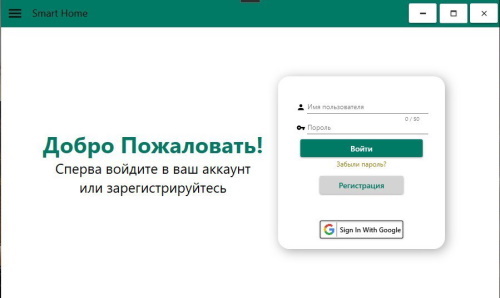 Smart Home
Добро Пожаловать!
Сперва войдите в ваш аккаунт
или зарегистрируйтесь
Имя пользователя
0 / 80
Пароль
Войти
Забыли пароль?
Регистрация
Sign In With Google